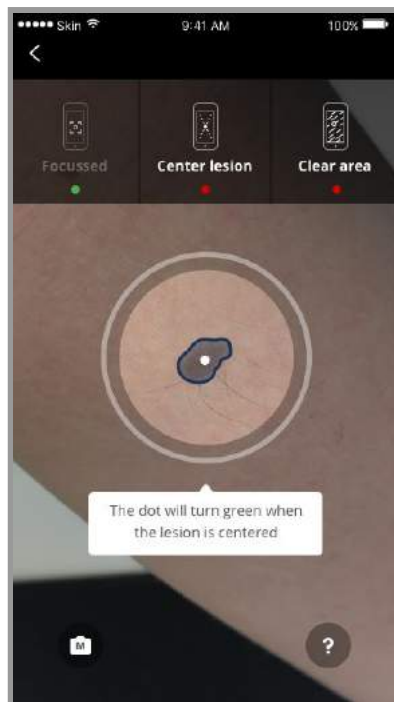 Skin
9:41 AM
100%
Focussed
Center lesion
Clear area
The dot will turn green when
the lesion is centered
M
?